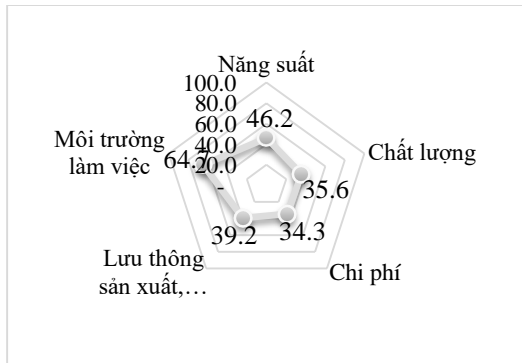 Năng suất
100.0
80.0
60.0
40.0
20.0
-
46.2
Chất lượng
35.6
Chi phí
34.3
Lưu thông
sản xuất,…
39.2
Môi trường
làm việc
64.7